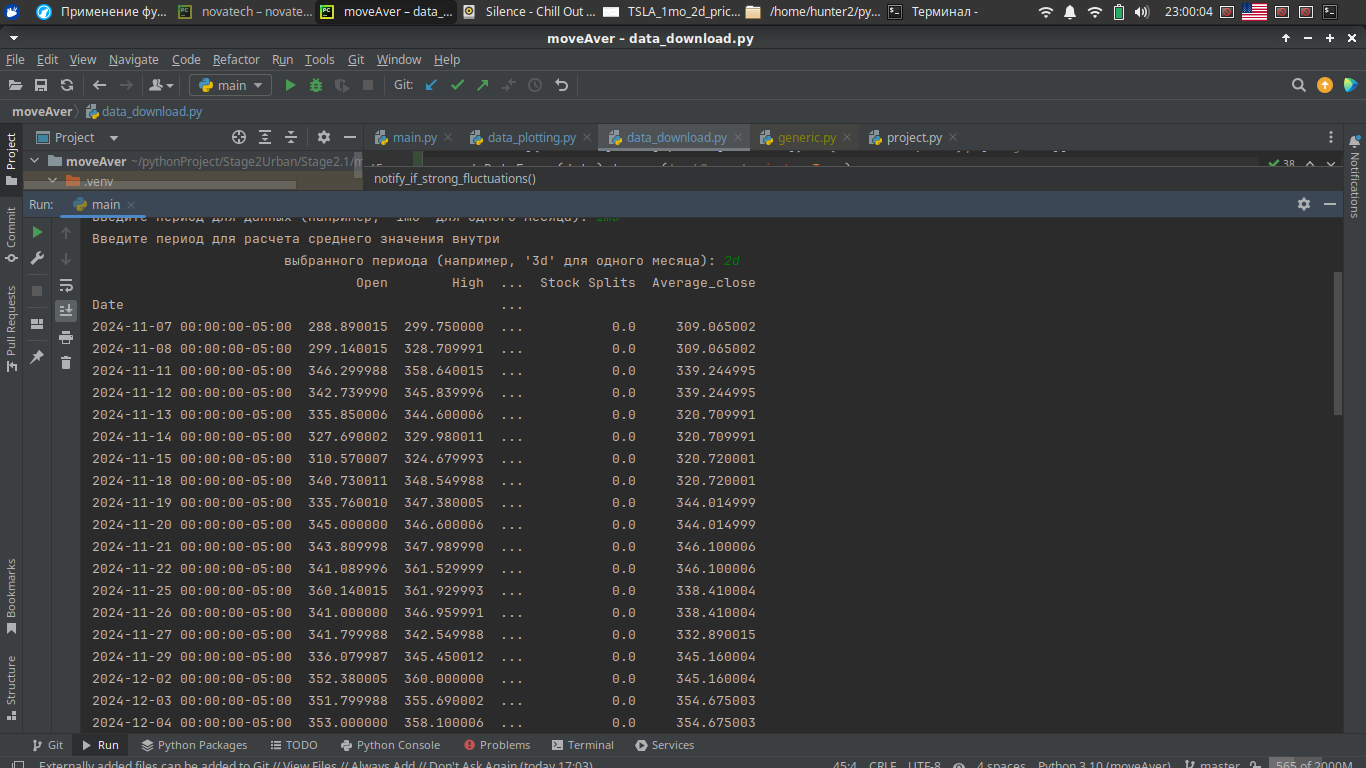 Применение фу...
novatech – novate...
moveAver – data_...
Silence - Chill Out ...
TSLA_1mo_2d_pric...
/home/hunter2/py...
Терминал -
23:00:04
moveAver – data_download.py
File Edit View Navigate Code Refactor Run Tools Git Window Help
main Git:
moveAver data_download.py
Project main.py data_plotting.py data_download.py generic.py project.py
moveAver ~/pythonProject/Stage2Urban/Stage2.1/m
38
.venv
notify_if_strong_fluctuations()
Run: main
Введите период для данных (например, '1mo' для одного месяца): 1mo
Введите период для расчета среднего значения внутри
выбранного периода (например, '3d' для одного месяца): 2d
Open High ... Stock Splits Average_close
Date ...
2024-11-07 00:00:00-05:00 288.890015 299.750000 ... 0.0 309.065002
2024-11-08 00:00:00-05:00 299.140015 328.709991 ... 0.0 309.065002
2024-11-11 00:00:00-05:00 346.299988 358.640015 ... 0.0 339.244995
2024-11-12 00:00:00-05:00 342.739990 345.839996 ... 0.0 339.244995
2024-11-13 00:00:00-05:00 335.850006 344.600006 ... 0.0 320.709991
2024-11-14 00:00:00-05:00 327.690002 329.980011 ... 0.0 320.709991
2024-11-15 00:00:00-05:00 310.570007 324.679993 ... 0.0 320.720001
2024-11-18 00:00:00-05:00 340.730011 348.549988 ... 0.0 320.720001
2024-11-19 00:00:00-05:00 335.760010 347.380005 ... 0.0 344.014999
2024-11-20 00:00:00-05:00 345.000000 346.600006 ... 0.0 344.014999
2024-11-21 00:00:00-05:00 343.809998 347.989990 ... 0.0 346.100006
2024-11-22 00:00:00-05:00 341.089996 361.529999 ... 0.0 346.100006
2024-11-25 00:00:00-05:00 360.140015 361.929993 ... 0.0 338.410004
2024-11-26 00:00:00-05:00 341.000000 346.959991 ... 0.0 338.410004
2024-11-27 00:00:00-05:00 341.799988 342.549988 ... 0.0 332.890015
2024-11-29 00:00:00-05:00 336.079987 345.450012 ... 0.0 345.160004
2024-12-02 00:00:00-05:00 352.380005 360.000000 ... 0.0 345.160004
2024-12-03 00:00:00-05:00 351.799988 355.690002 ... 0.0 354.675003
2024-12-04 00:00:00-05:00 353.000000 358.100006 ... 0.0 354.675003
Project
Commit
Pull Requests
Bookmarks
Structure
Notifications
Git Run Python Packages TODO Python Console Problems Terminal Services
Externally added files can be added to Git // View Files // Always Add // Don't Ask Again (today 17:03) 45:4 CRLF UTF-8 4 spaces Python 3.10 (moveAver) master 565 of 2000M